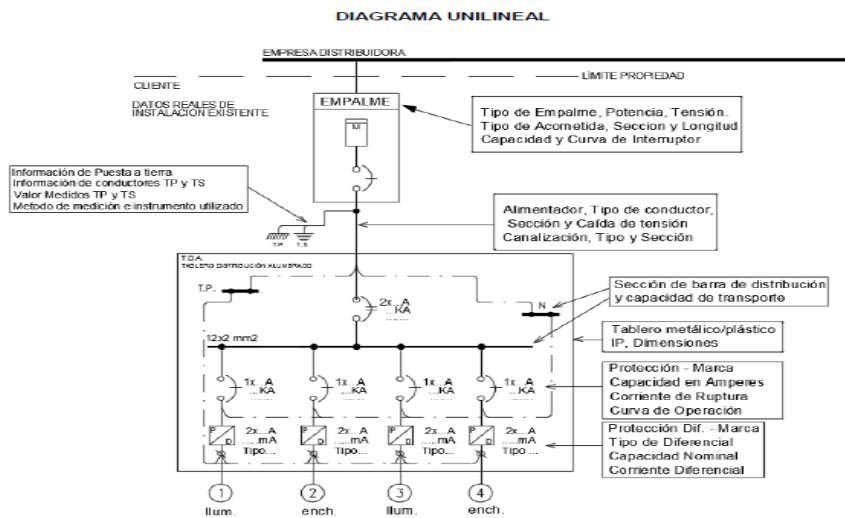 DIAGRAMA UNILINEAL
EMPRESA DISTRIBUIDORA
CLIENTE
LÍMITE PROPIEDAD
DATOS REALES DE
INSTALACIÓN EXISTENTE
EMPALME
M
Tipo de Empalme, Potencia, Tensión.
Tipo de Acometida, Seccion y Longitud
Capacidad y Curva de Interruptor
Información de Puesta a tierra
Información de conductores TP y TS
Valor Medidos TP y TS
Metodo de medición e instrumento utilizado
T.P. T.S.
Alimentador, Tipo de conductor,
Sección y Caída de tensión
Canalización, Tipo y Sección
T.D.A.
TABLERO DISTRIBUCIÓN ALUMBRADO
T.P.
N
2x...A
...KA
........
Sección de barra de distribución
y capacidad de transporte
12x2 mm2
Tablero metálico/plástico
IP, Dimensiones
1x...A 1x...A 1x...A 1x...A
...KA ...KA ...KA ...KA
........ ........ ........ ........
Protección - Marca
Capacidad en Amperes
Corriente de Ruptura
Curva de Operación
P D P D P D P D
2x...A 2x...A 2x...A 2x...A
.....mA .....mA .....mA .....mA
Tipo... Tipo... Tipo... Tipo ...
Protección Dif. - Marca
Tipo de Diferencial
Capacidad Nominal
Corriente Diferencial
1 2 3 4
Ilum. ench. Ilum. ench.